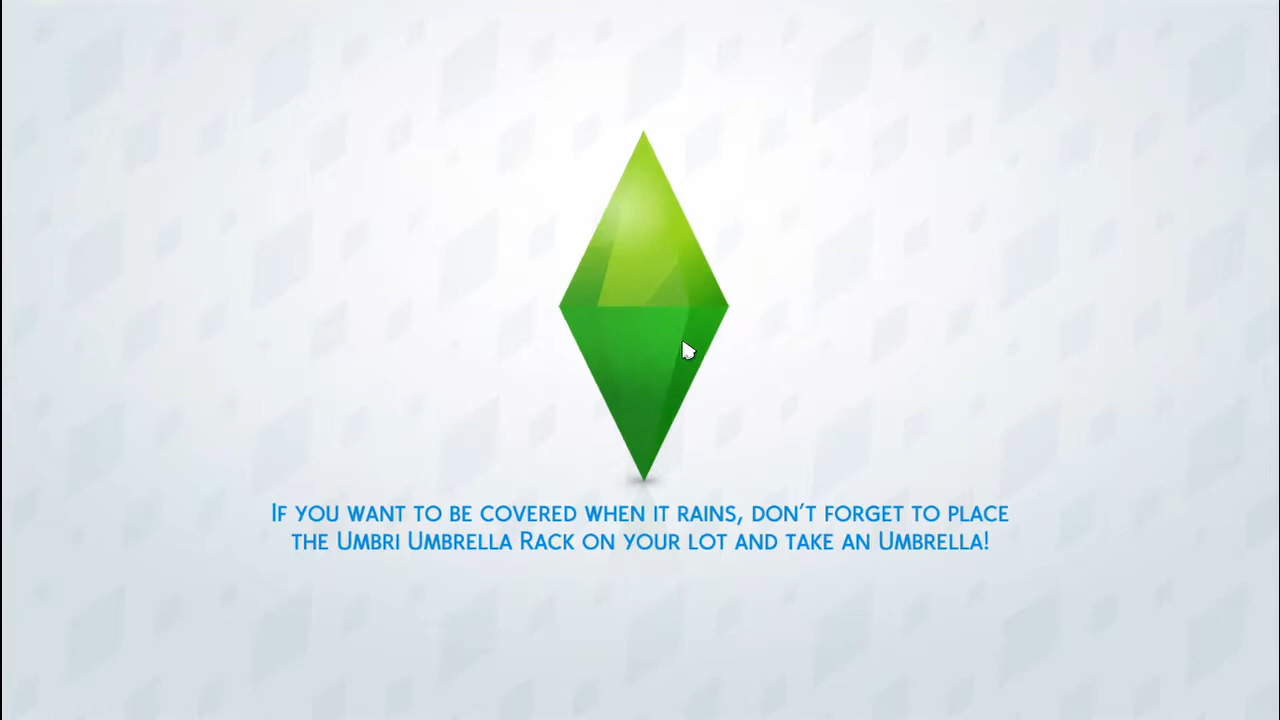 If you want to be covered when it rains, don't forget to place
the Umbri Umbrella Rack on your lot and take an Umbrella!